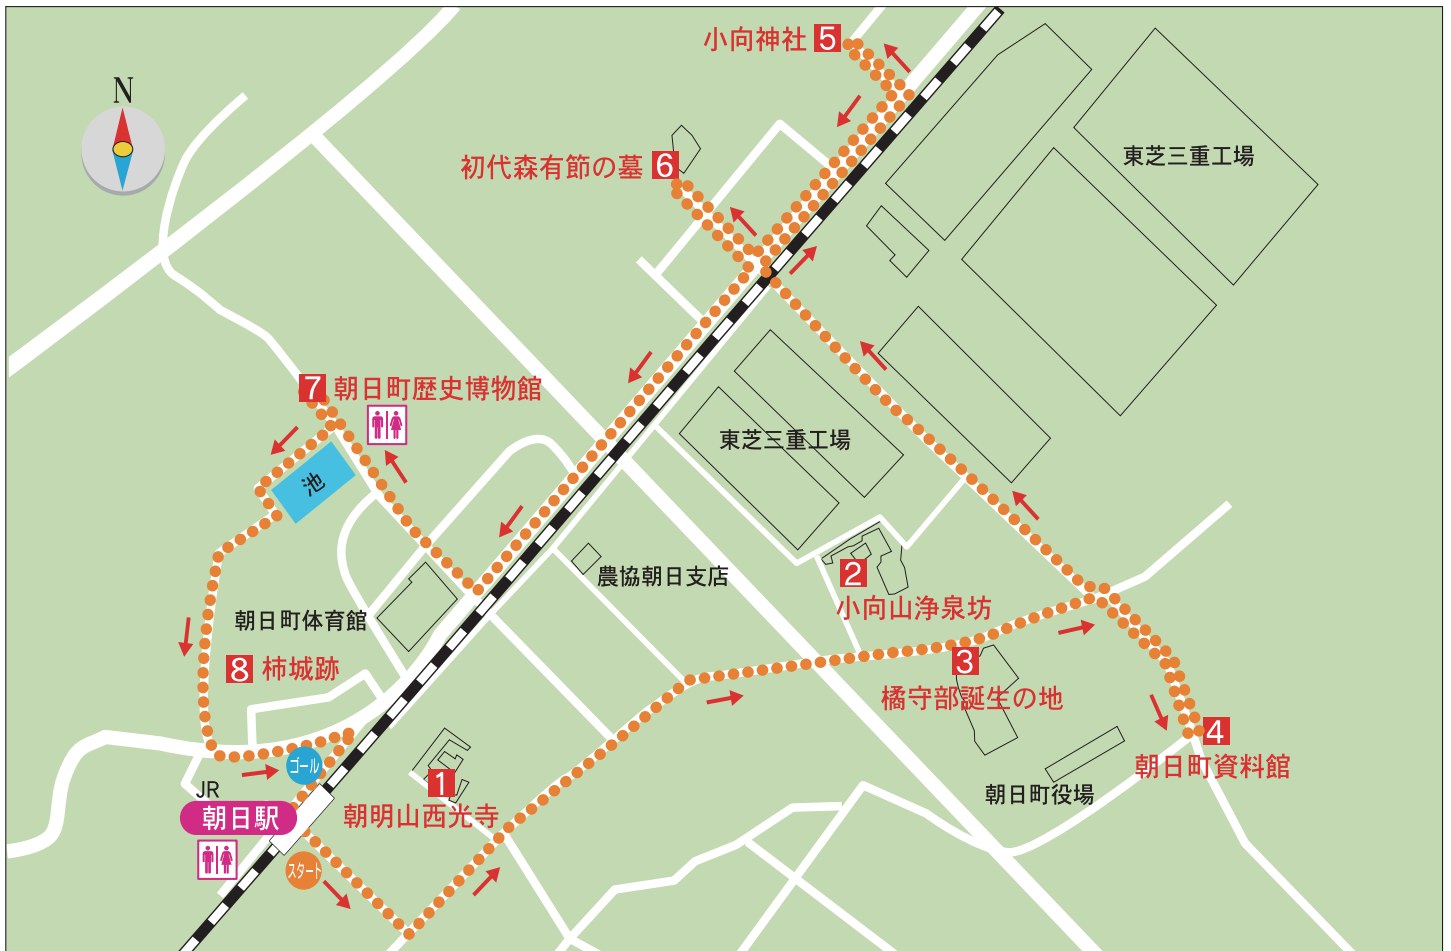 N
小向神社 5
初代森有節の墓 6
東芝三重工場
7 朝日町歴史博物館
池
東芝三重工場
農協朝日支店
2
小向山浄泉坊
朝日町体育館
8 柿城跡
3
橘守部誕生の地
4
朝日町資料館
朝日町役場
ゴール
JR
朝日駅
1
朝明山西光寺
スタート